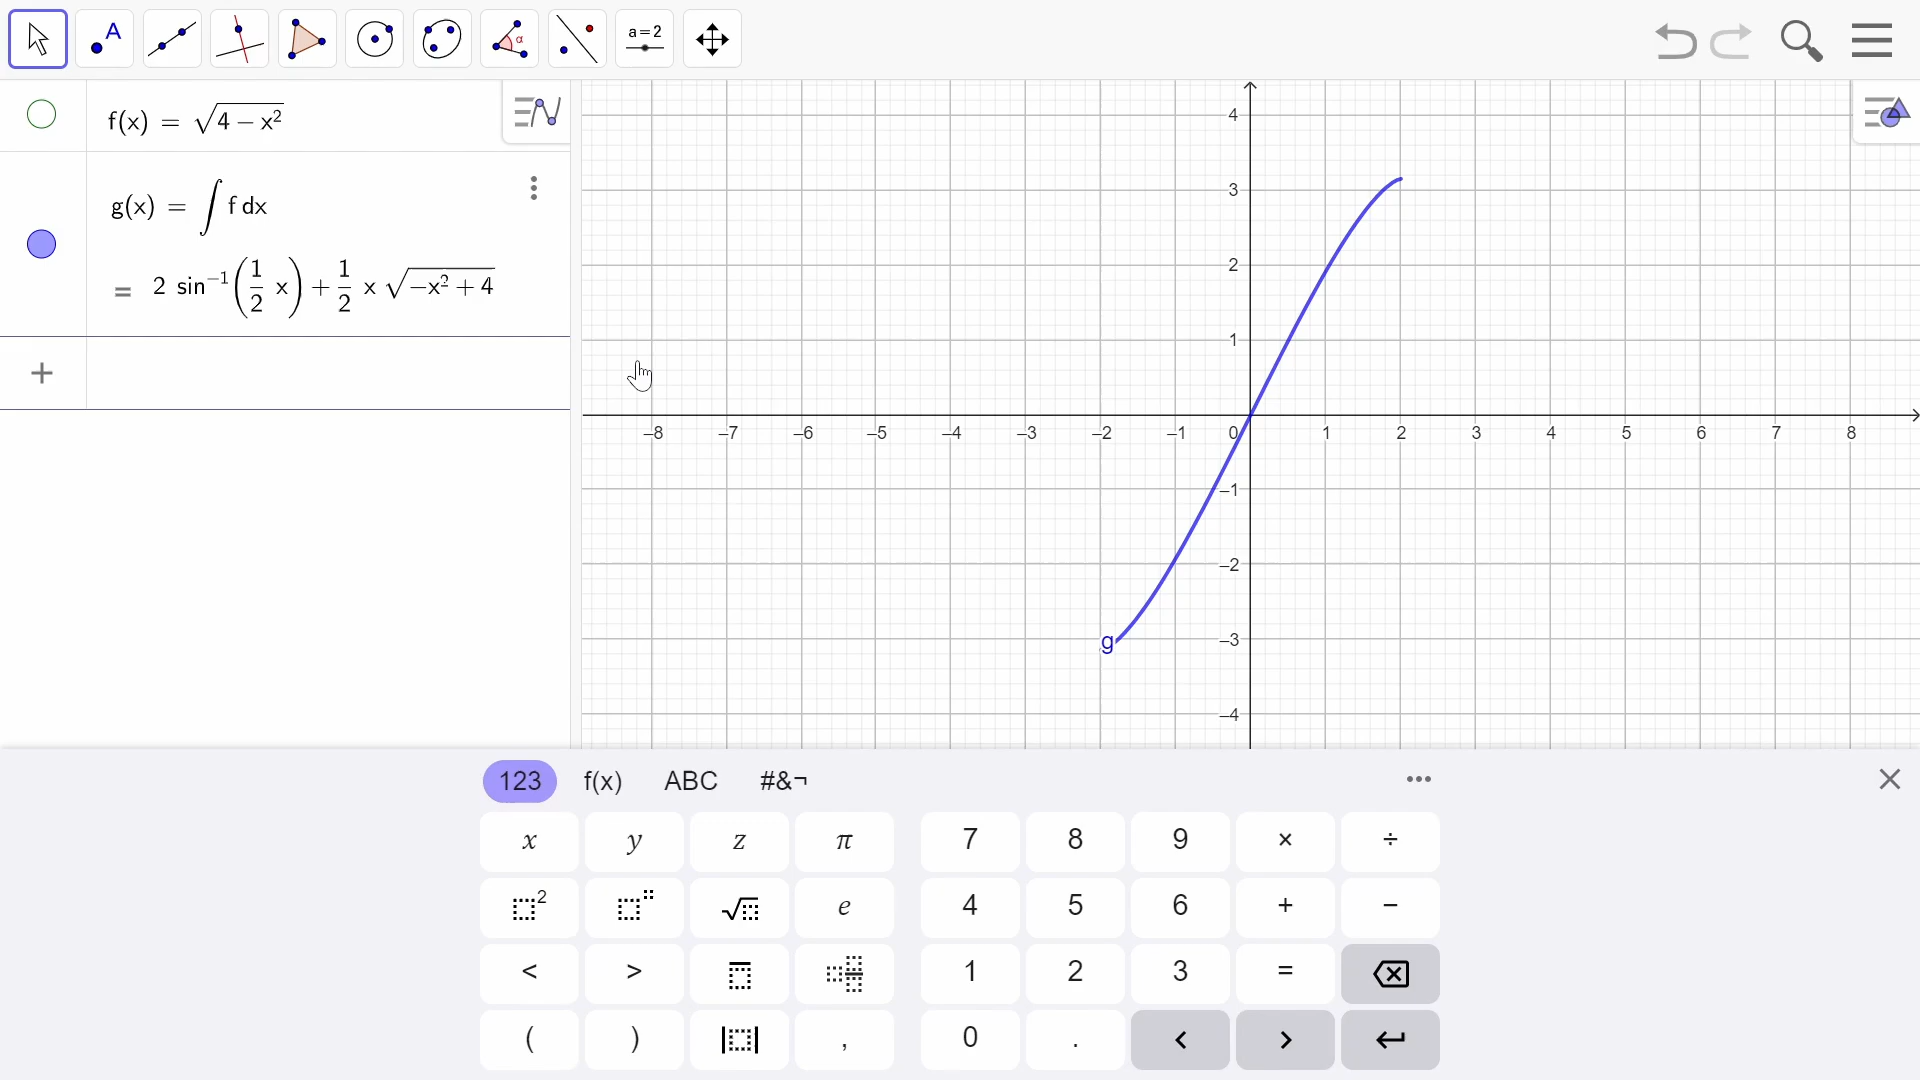 A
α
a=2
f(x) = √4 − x²
g(x) = ∫ f dx
= 2 sin⁻¹(1/2 x) + 1/2 x √−x² + 4
+
4
3
2
1
−8 −7 −6 −5 −4 −3 −2 −1 0 1 2 3 4 5 6 7 8
−1
−2
g
−3
−4
123 f(x) ABC #&¬
x y z π 7 8 9 × ÷
2 √ e 4 5 6 + −
< > 1 2 3 =
( ) | | , 0 . < >